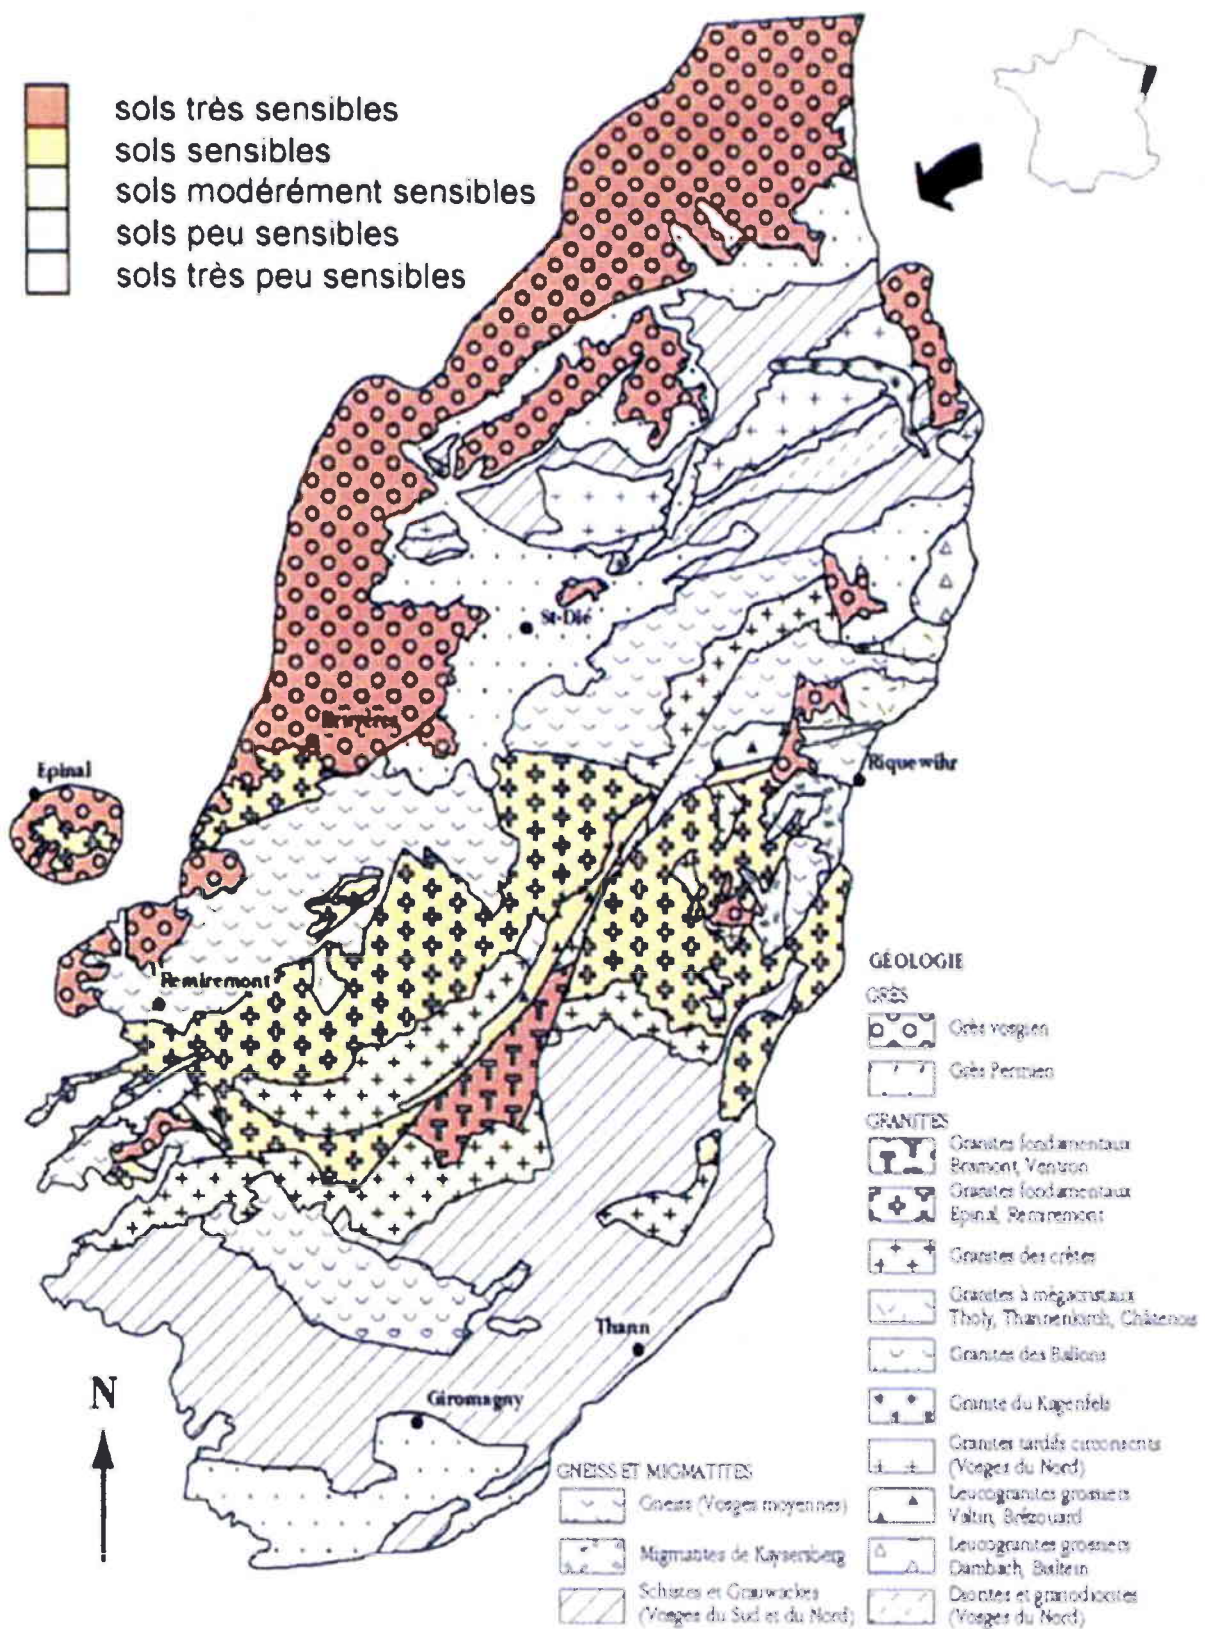 sols très sensibles
sols sensibles
sols modérément sensibles
sols peu sensibles
sols très peu sensibles
St-Dié
Bruyères
Epinal
Riquewihr
Remiremont
Thann
Giromagny
N
GÉOLOGIE
GRÈS
Grès vosgien
Grès Permien
GRANITES
Granites fondamentaux
Bramont, Ventron
Granites fondamentaux
Epinal, Remiremont
Granites des crêtes
Granites à mégacristaux
Tholy, Thannenkirch, Châtenois
Granites des Ballons
Granite du Kagenfels
Granites tardifs circonscrits
(Vosges du Nord)
Leucogranites grossiers
Valtin, Brézouard
Leucogranites grossiers
Dambach, Bilstein
Diorites et granodiorites
(Vosges du Nord)
GNEISS ET MIGMATITES
Gneiss (Vosges moyennes)
Migmatites de Kaysersberg
Schistes et Grauwackes
(Vosges du Sud et du Nord)